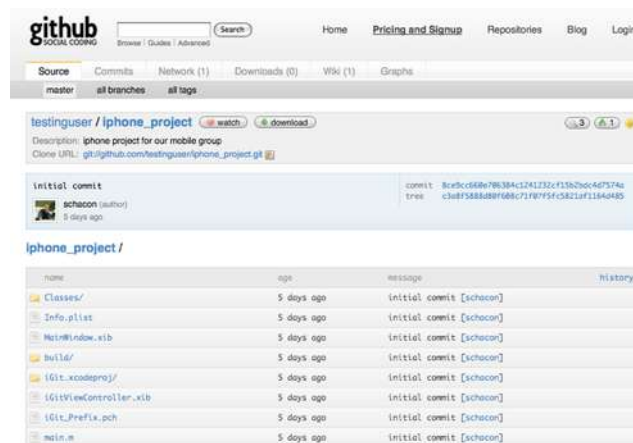 github
SOCIAL CODING
Search
Browse | Guides | Advanced
Home Pricing and Signup Repositories Blog Login
Source Commits Network (1) Downloads (0) Wiki (1) Graphs
master all branches all tags
testinguser / iphone_project watch download 3 1
Description: iphone project for our mobile group
Clone URL: git://github.com/testinguser/iphone_project.git
initial commit
commit
schacon (author)
tree
5 days ago
iphone_project /
name age message history
Classes/ 5 days ago initial commit [schacon]
Info.plist 5 days ago initial commit [schacon]
MainWindow.xib 5 days ago initial commit [schacon]
build/ 5 days ago initial commit [schacon]
iGit.xcodeproj/ 5 days ago initial commit [schacon]
iGitViewController.xib 5 days ago initial commit [schacon]
iGit_Prefix.pch 5 days ago initial commit [schacon]
main.m 5 days ago initial commit [schacon]